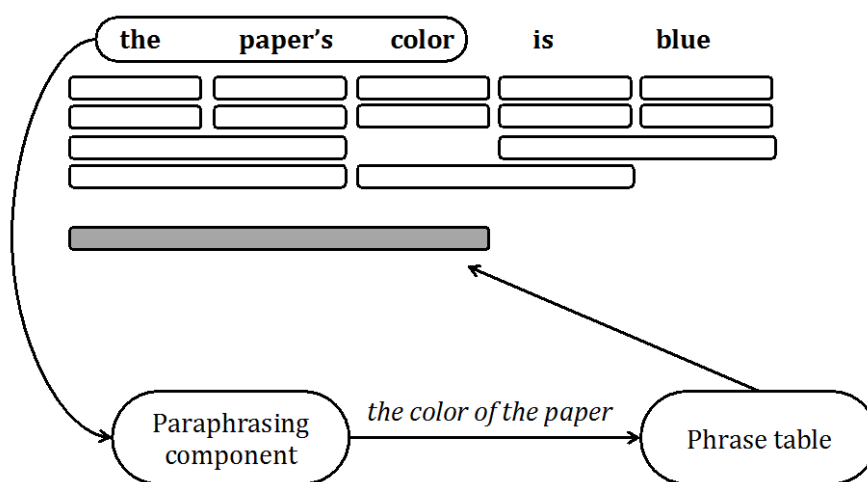 the paper’s color is blue
the color of the paper
Paraphrasing
component
Phrase table